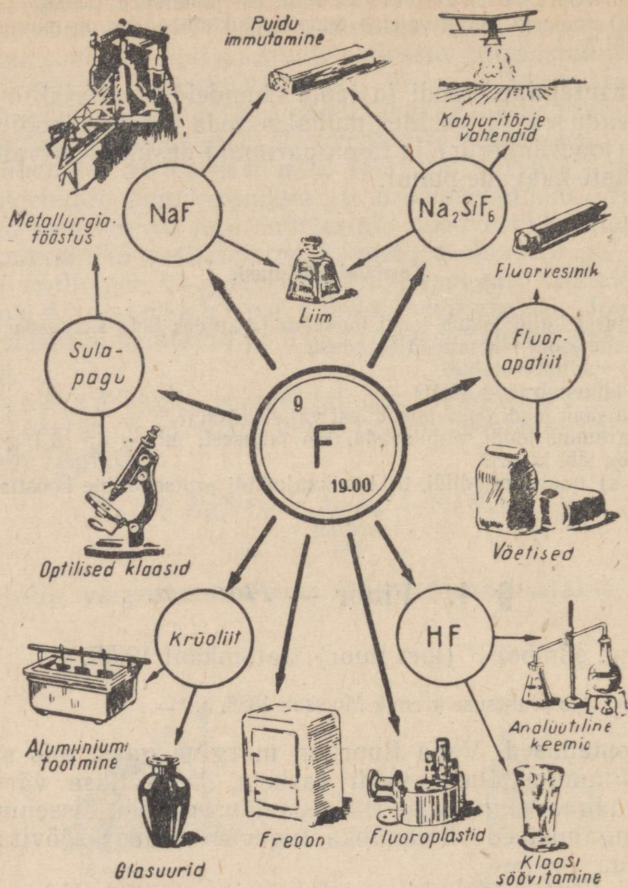 Puidu
immutamine
Kahjuritõrje
vahendid
NaF
Na₂SiF₆
Metallurgia-
tööstus
Liim
Fluorvesinik
Sula-
pagu
Fluor-
apatiit
9
F
19.00
Optilised klaasid
Väetised
Krüoliit
HF
Alumiiniumi
tootmine
Analüütiline
keemia
Glasuurid
Freoon
Fluoroplastid
Klaasi
söövitamine